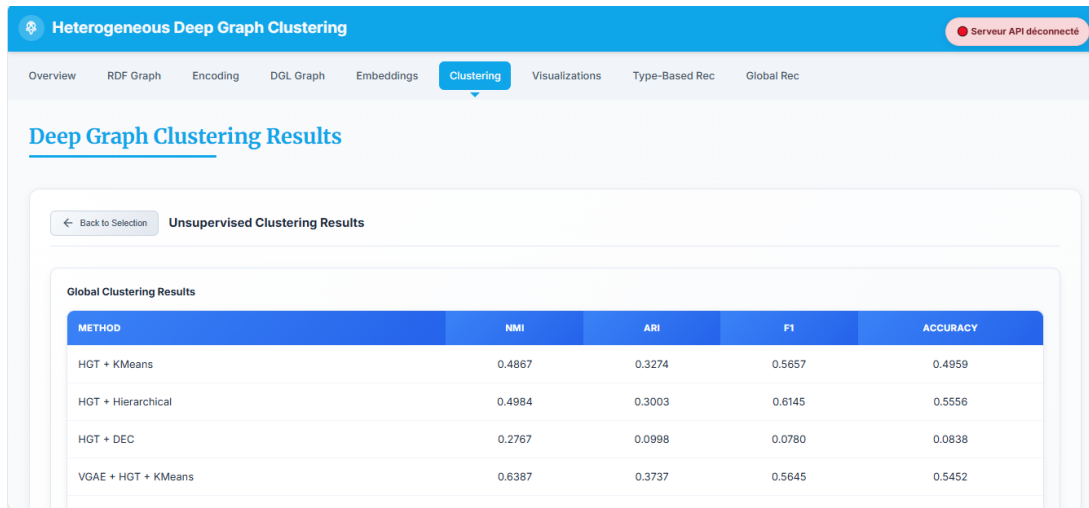 Heterogeneous Deep Graph Clustering
Serveur API déconnecté
Overview RDF Graph Encoding DGL Graph Embeddings Clustering Visualizations Type-Based Rec Global Rec
Deep Graph Clustering Results
← Back to Selection Unsupervised Clustering Results
Global Clustering Results
METHOD NMI ARI F1 ACCURACY
HGT + KMeans 0.4867 0.3274 0.5657 0.4959
HGT + Hierarchical 0.4984 0.3003 0.6145 0.5556
HGT + DEC 0.2767 0.0998 0.0780 0.0838
VGAE + HGT + KMeans 0.6387 0.3737 0.5645 0.5452